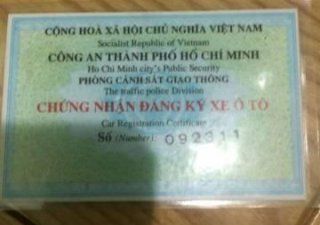 CỘNG HOÀ XÃ HỘI CHỦ NGHĨA VIỆT NAM
Socialist Republic of Vietnam
CÔNG AN THÀNH PHỐ HỒ CHÍ MINH
Ho Chi Minh city's Public Security
PHÒNG CẢNH SÁT GIAO THÔNG
The traffic police Division
CHỨNG NHẬN ĐĂNG KÝ XE Ô TÔ
Car Registration Certificate
Số (Number): 092311